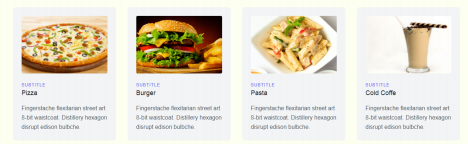 SUBTITLE
Pizza
Fingerstache flexitarian street art
8-bit waistcoat. Distillery hexagon
disrupt edison bulbche.
SUBTITLE
Burger
Fingerstache flexitarian street art
8-bit waistcoat. Distillery hexagon
disrupt edison bulbche.
SUBTITLE
Pasta
Fingerstache flexitarian street art
8-bit waistcoat. Distillery hexagon
disrupt edison bulbche.
SUBTITLE
Cold Coffe
Fingerstache flexitarian street art
8-bit waistcoat. Distillery hexagon
disrupt edison bulbche.